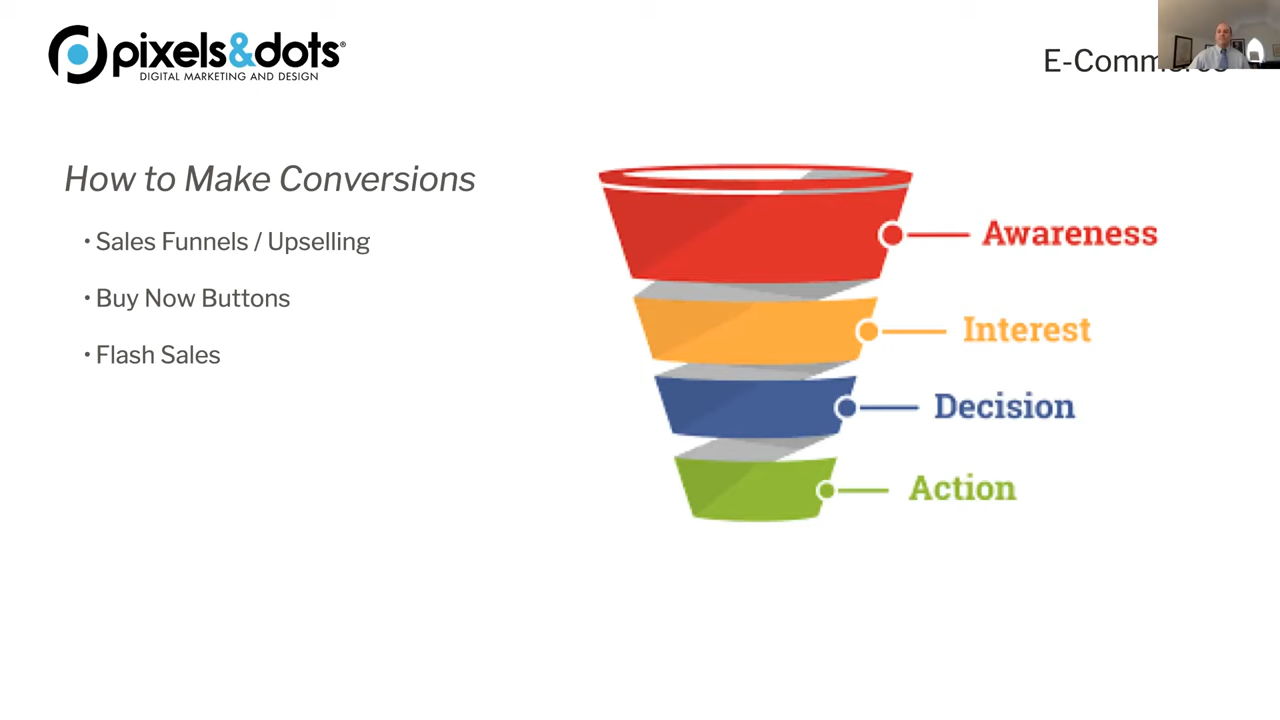 pixels&dots®
DIGITAL MARKETING AND DESIGN
How to Make Conversions
• Sales Funnels / Upselling
• Buy Now Buttons
• Flash Sales
Awareness
Interest
Decision
Action